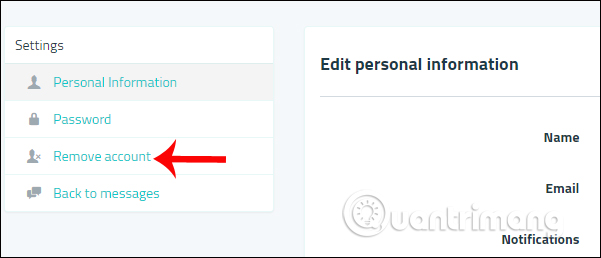 Settings
Personal Information
Password
Remove account
Back to messages
Edit personal information
Name
Email
Notifications
Quantrimang